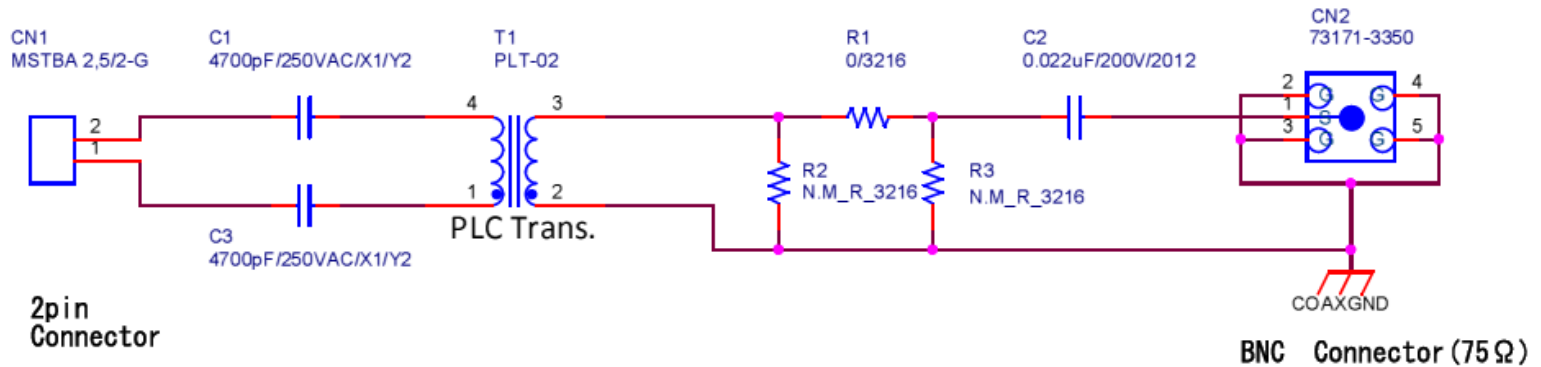 CN1
MSTBA 2,5/2-G
C1
4700pF/250VAC/X1/Y2
T1
PLT-02
R1
0/3216
C2
0.022uF/200V/2012
CN2
73171-3350
2
1
4
1
3
2
PLC Trans.
C3
4700pF/250VAC/X1/Y2
R2
N.M_R_3216
R3
N.M_R_3216
2
1
3
4
5
G
G
S
G
G
COAXGND
2pin
Connector
BNC Connector(75Ω)